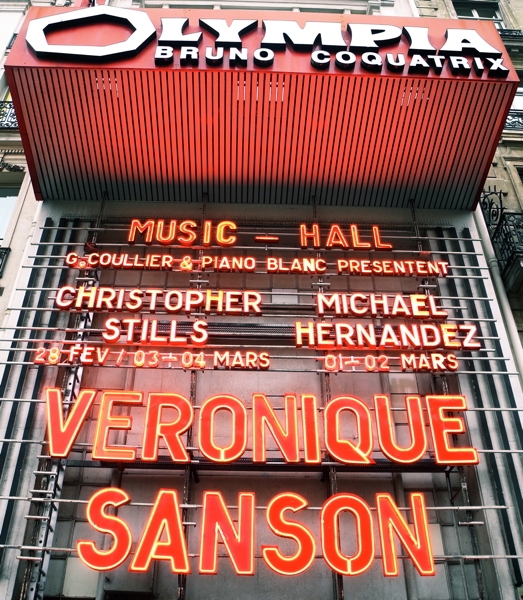 OLYMPIA
BRUNO COQUATRIX
MUSIC - HALL
G. COULLIER & PIANO BLANC PRESENTENT
CHRISTOPHER MICHAEL
STILLS HERNANDEZ
28 FEV / 03 - 04 MARS 01 - 02 MARS
VERONIQUE
SANSON